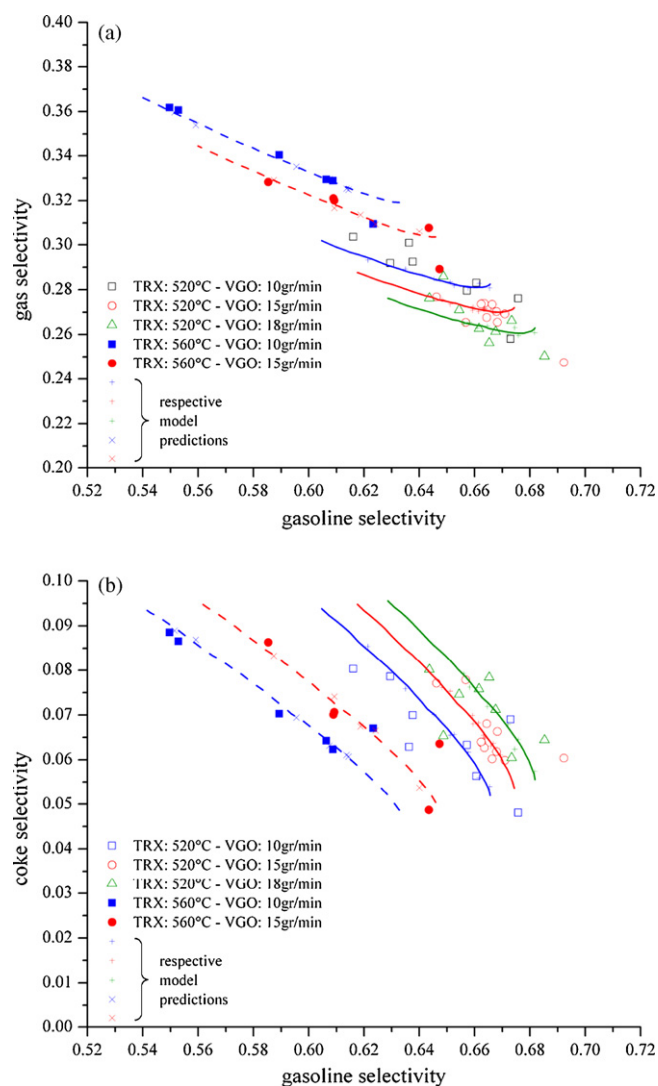 (a)
0.40
0.38
0.36
0.34
0.32
0.30
0.28
0.26
0.24
0.22
0.20
gas selectivity
TRX: 520°C - VGO: 10gr/min
TRX: 520°C - VGO: 15gr/min
TRX: 520°C - VGO: 18gr/min
TRX: 560°C - VGO: 10gr/min
TRX: 560°C - VGO: 15gr/min
respective
model
predictions
0.52 0.54 0.56 0.58 0.60 0.62 0.64 0.66 0.68 0.70 0.72
gasoline selectivity
(b)
0.10
0.09
0.08
0.07
0.06
0.05
0.04
0.03
0.02
0.01
0.00
coke selectivity
TRX: 520°C - VGO: 10gr/min
TRX: 520°C - VGO: 15gr/min
TRX: 520°C - VGO: 18gr/min
TRX: 560°C - VGO: 10gr/min
TRX: 560°C - VGO: 15gr/min
respective
model
predictions
0.52 0.54 0.56 0.58 0.60 0.62 0.64 0.66 0.68 0.70 0.72
gasoline selectivity